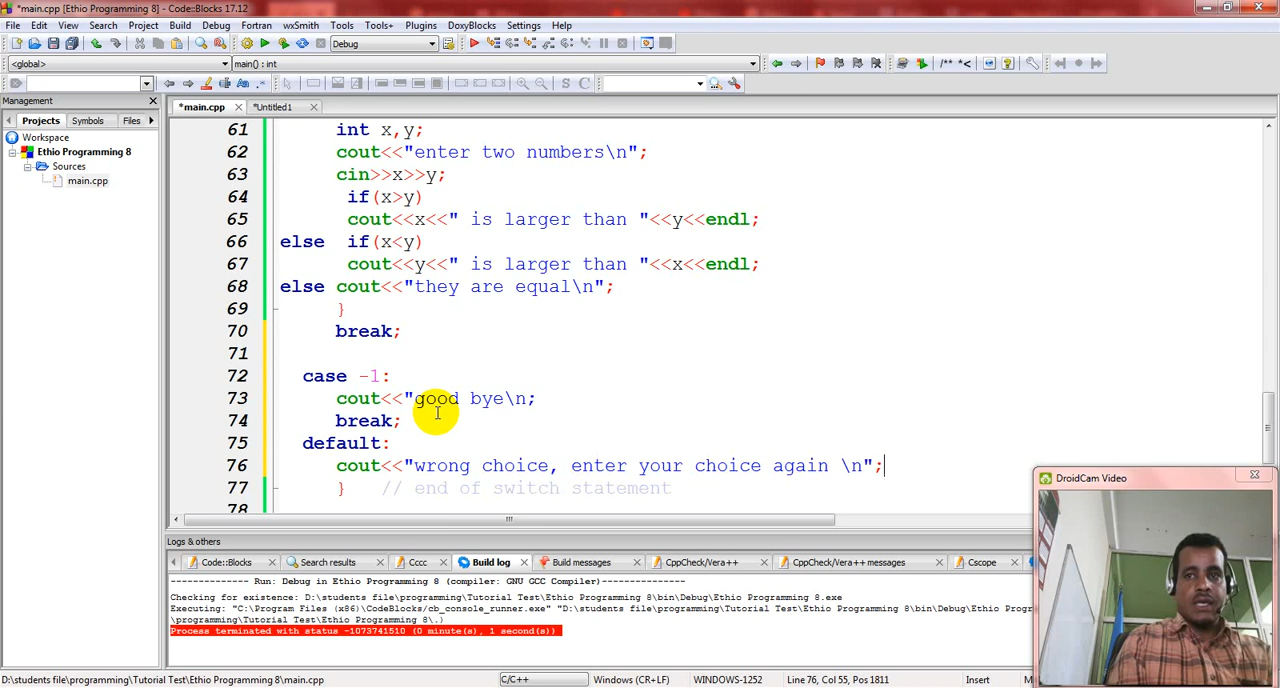 *main.cpp [Ethio Programming 8] - Code::Blocks 17.12
File Edit View Search Project Build Debug Fortran wxSmith Tools Tools+ Plugins DoxyBlocks Settings Help
Debug
<global> main() : int
/** *<
S C
Management
*main.cpp *Untitled1
Projects Symbols Files
Workspace
Ethio Programming 8
Sources
main.cpp
61 int x,y;
62 cout<<"enter two numbers\n";
63 cin>>x>>y;
64 if(x>y)
65 cout<<x<<" is larger than "<<y<<endl;
66 else if(x<y)
67 cout<<y<<" is larger than "<<x<<endl;
68 else cout<<"they are equal\n";
69 }
70 break;
71
72 case -1:
73 cout<<"good bye\n;
74 break;
75 default:
76 cout<<"wrong choice, enter your choice again \n";
77 } // end of switch statement
78
DroidCam Video
Logs & others
Code::Blocks Search results Cccc Build log Build messages CppCheck/Vera++ CppCheck/Vera++ messages Cscope
-------------- Run: Debug in Ethio Programming 8 (compiler: GNU GCC Compiler)---------------
Checking for existence: D:\students file\programming\Tutorial Test\Ethio Programming 8\bin\Debug\Ethio Programming 8.exe
Executing: "C:\Program Files (x86)\CodeBlocks/cb_console_runner.exe" "D:\students file\programming\Tutorial Test\Ethio Programming 8\bin\Debug\Ethio Pro
\programming\Tutorial Test\Ethio Programming 8\.)
Process terminated with status -1073741510 (0 minute(s), 1 second(s))
D:\students file\programming\Tutorial Test\Ethio Programming 8\main.cpp C/C++ Windows (CR+LF) WINDOWS-1252 Line 76, Col 55, Pos 1811 Insert